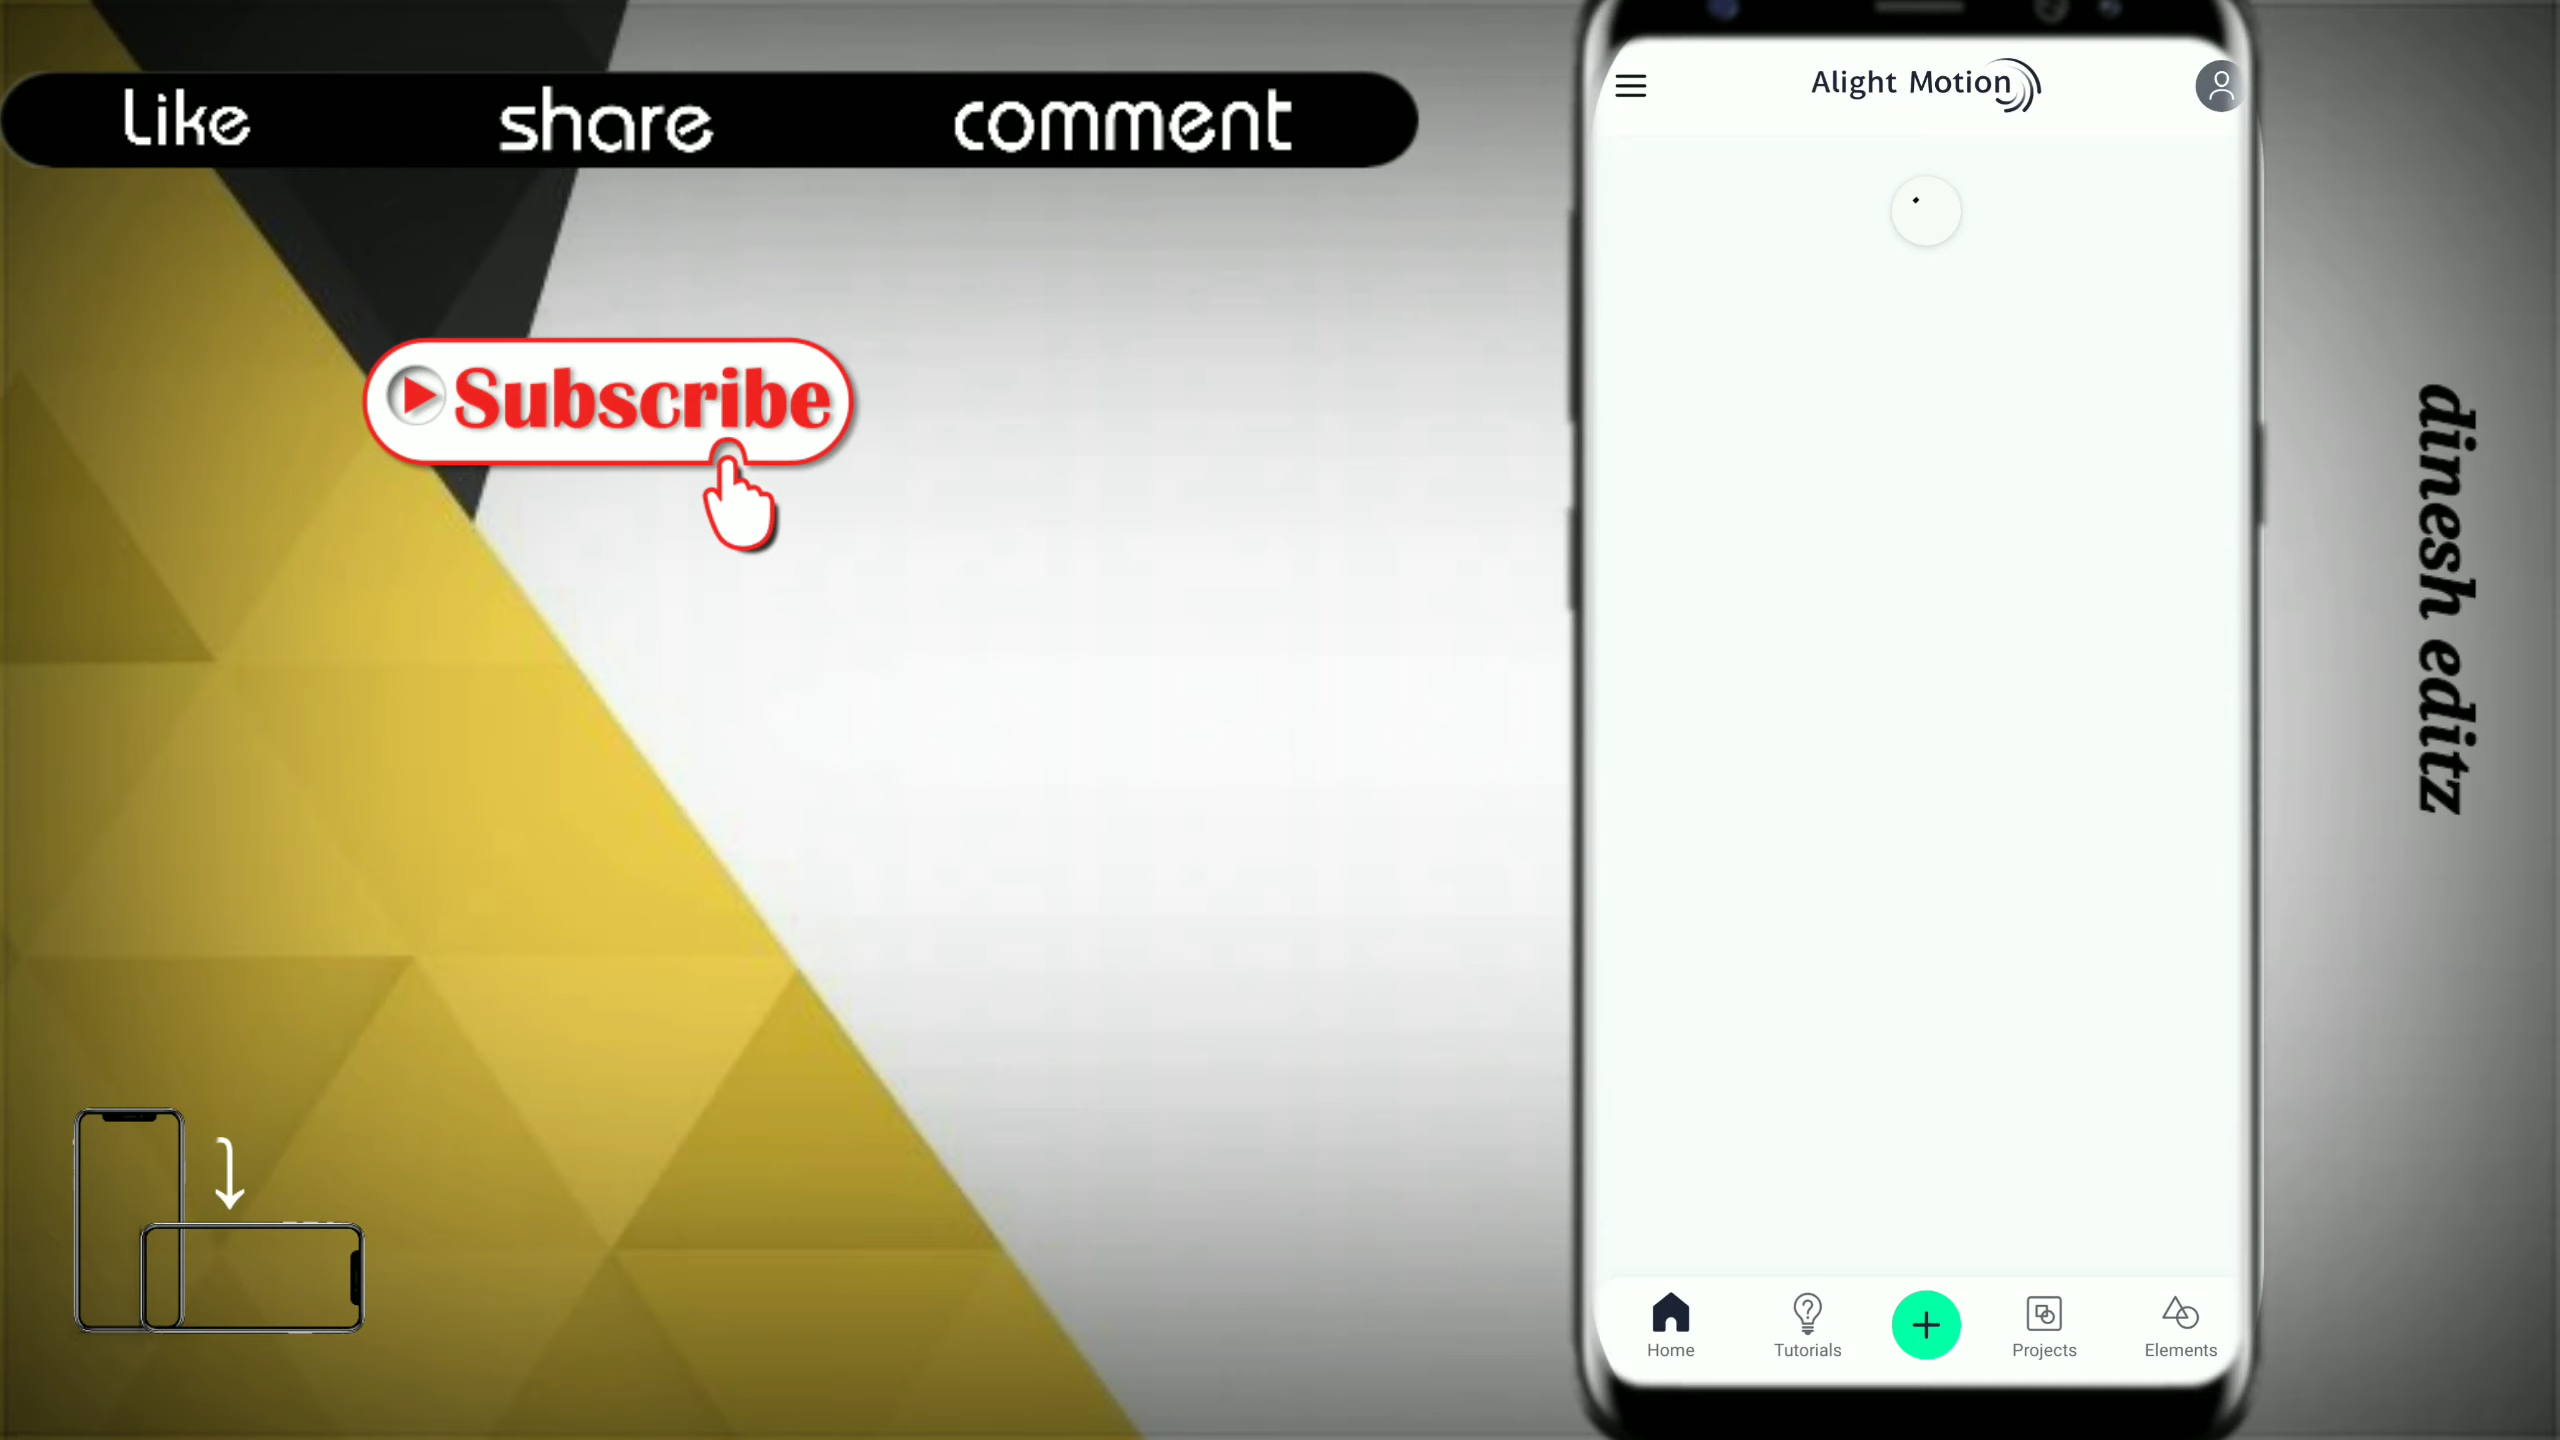 Like share comment
Subscribe
Alight Motion
Home Tutorials Projects Elements
dinesh editz